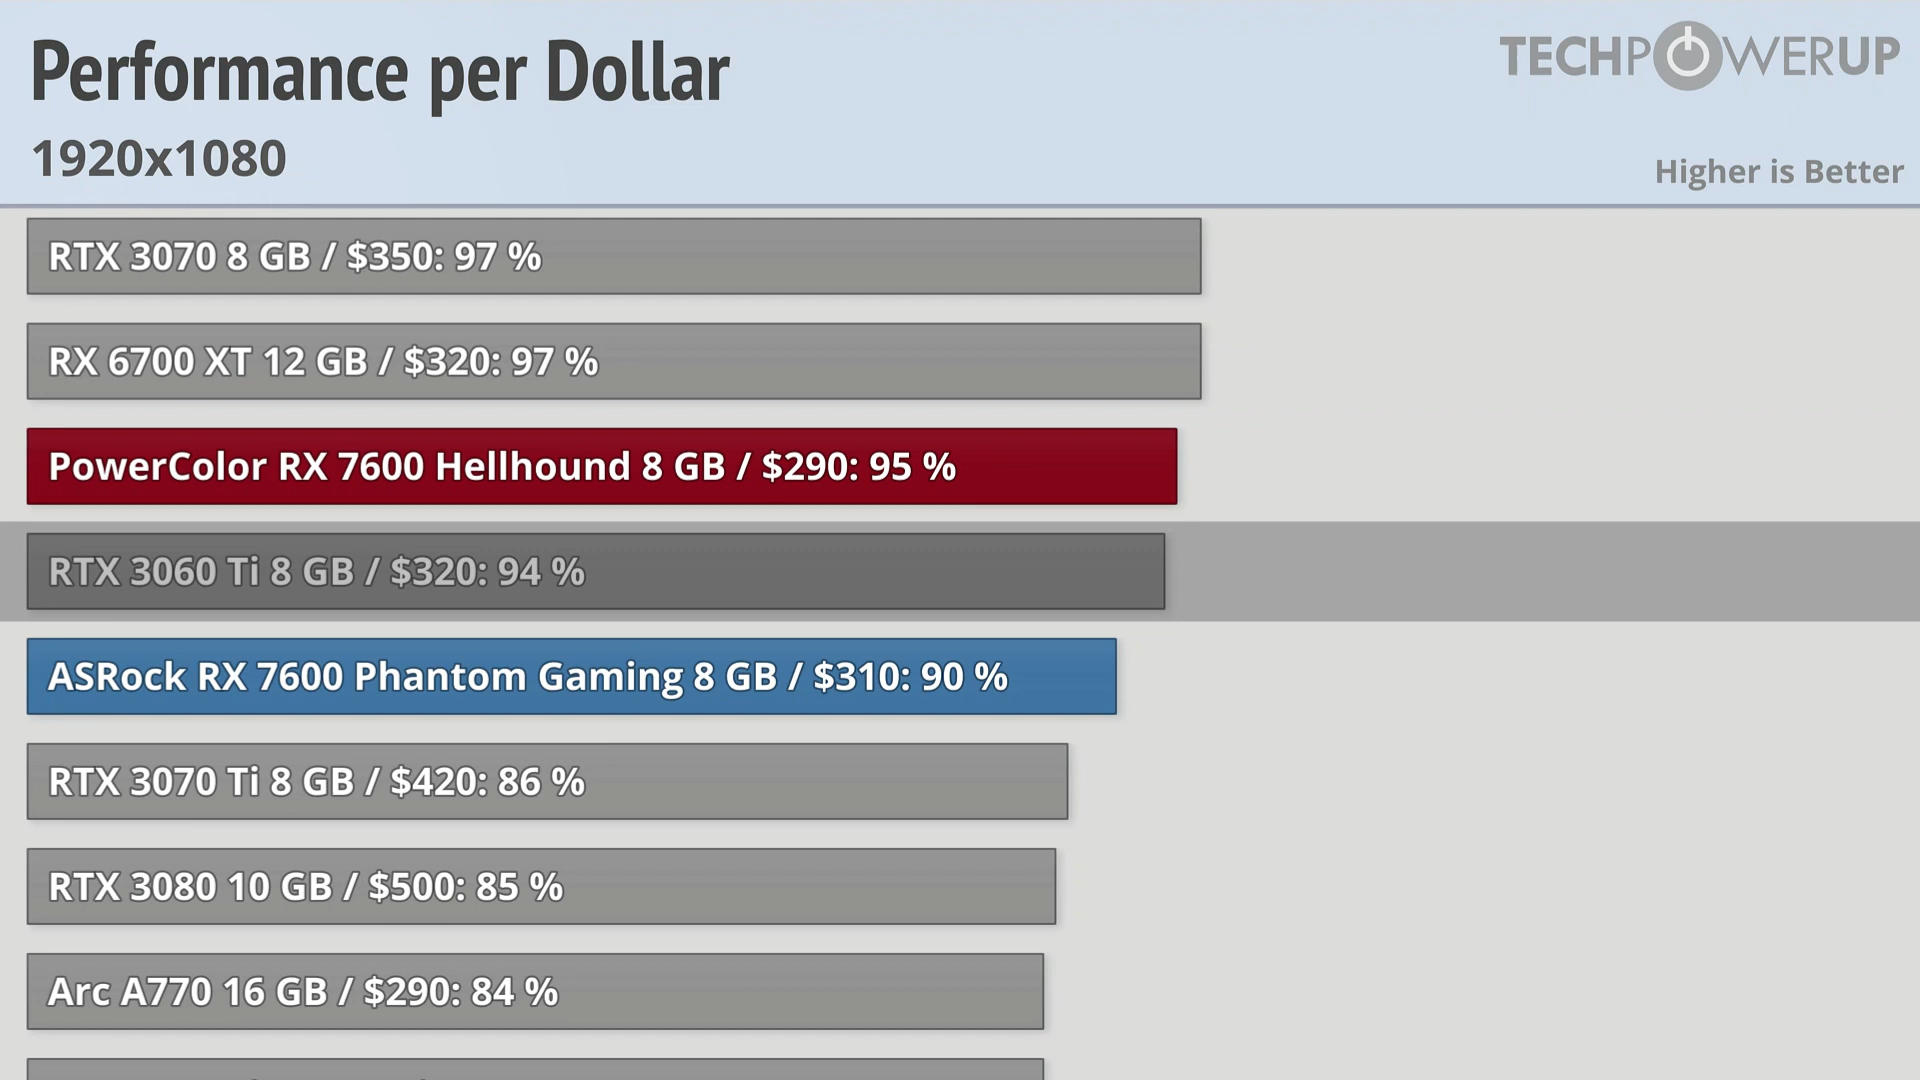 Performance per Dollar
TECHPOWERUP
1920x1080
Higher is Better
RTX 3070 8 GB / $350: 97 %
RX 6700 XT 12 GB / $320: 97 %
PowerColor RX 7600 Hellhound 8 GB / $290: 95 %
RTX 3060 Ti 8 GB / $320: 94 %
ASRock RX 7600 Phantom Gaming 8 GB / $310: 90 %
RTX 3070 Ti 8 GB / $420: 86 %
RTX 3080 10 GB / $500: 85 %
Arc A770 16 GB / $290: 84 %